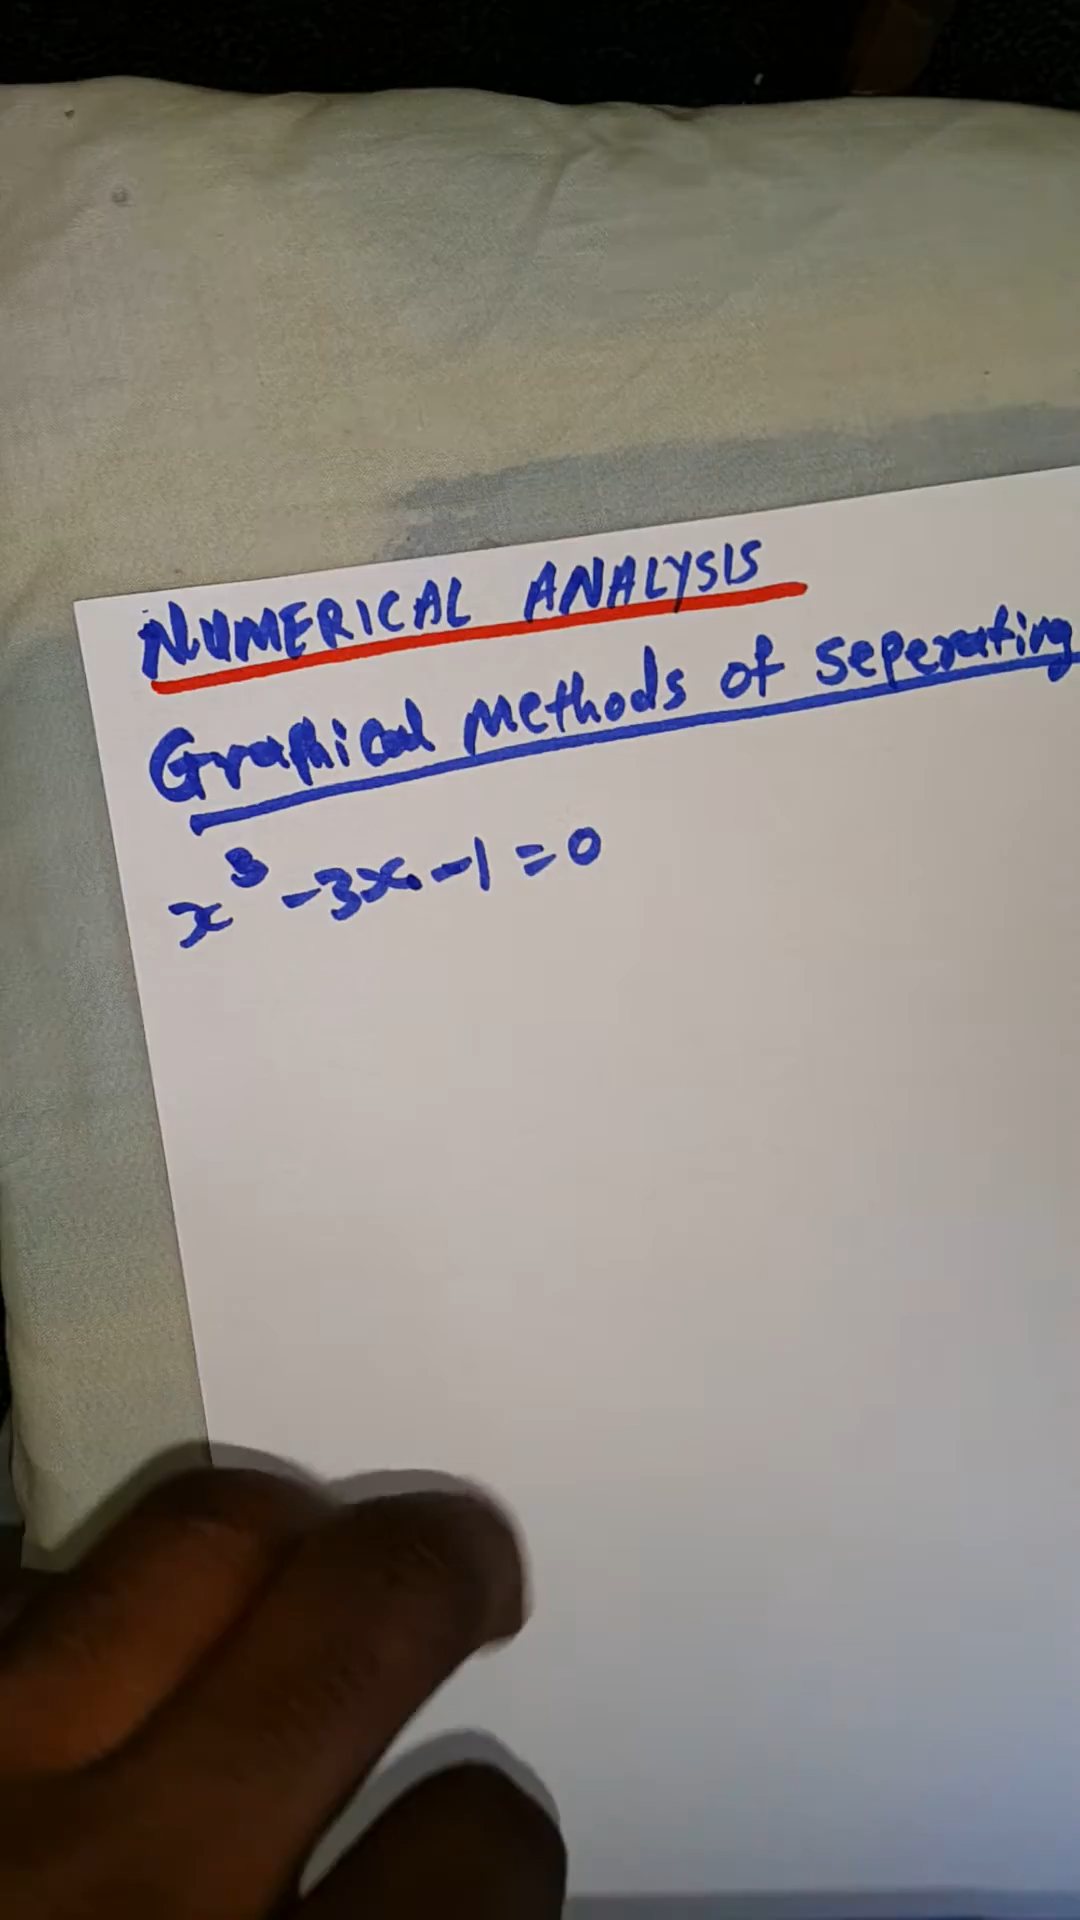 NUMERICAL ANALYSIS
Graphical Methods of seperating
x³ -3x -1 = 0